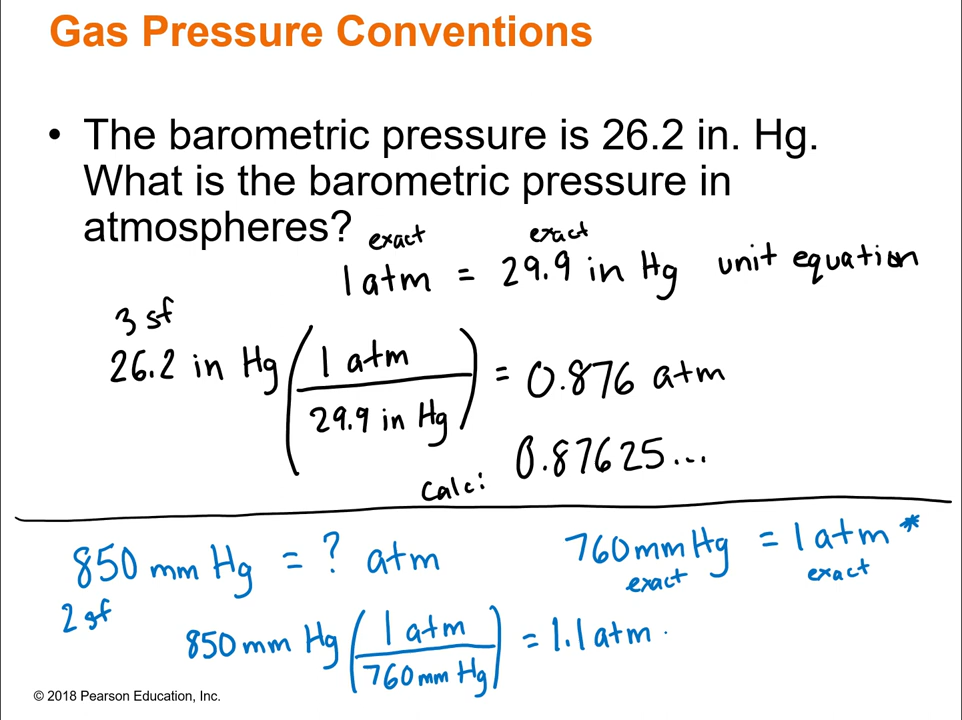 Gas Pressure Conventions
• The barometric pressure is 26.2 in. Hg.
What is the barometric pressure in
atmospheres?
exact exact
1 atm = 29.9 in Hg unit equation
3 sf
26.2 in Hg (1 atm / 29.9 in Hg) = 0.876 atm
calc: 0.87625...
850 mm Hg = ? atm 760 mm Hg = 1 atm *
2 sf exact exact
850 mm Hg (1 atm / 760 mm Hg) = 1.1 atm
© 2018 Pearson Education, Inc.